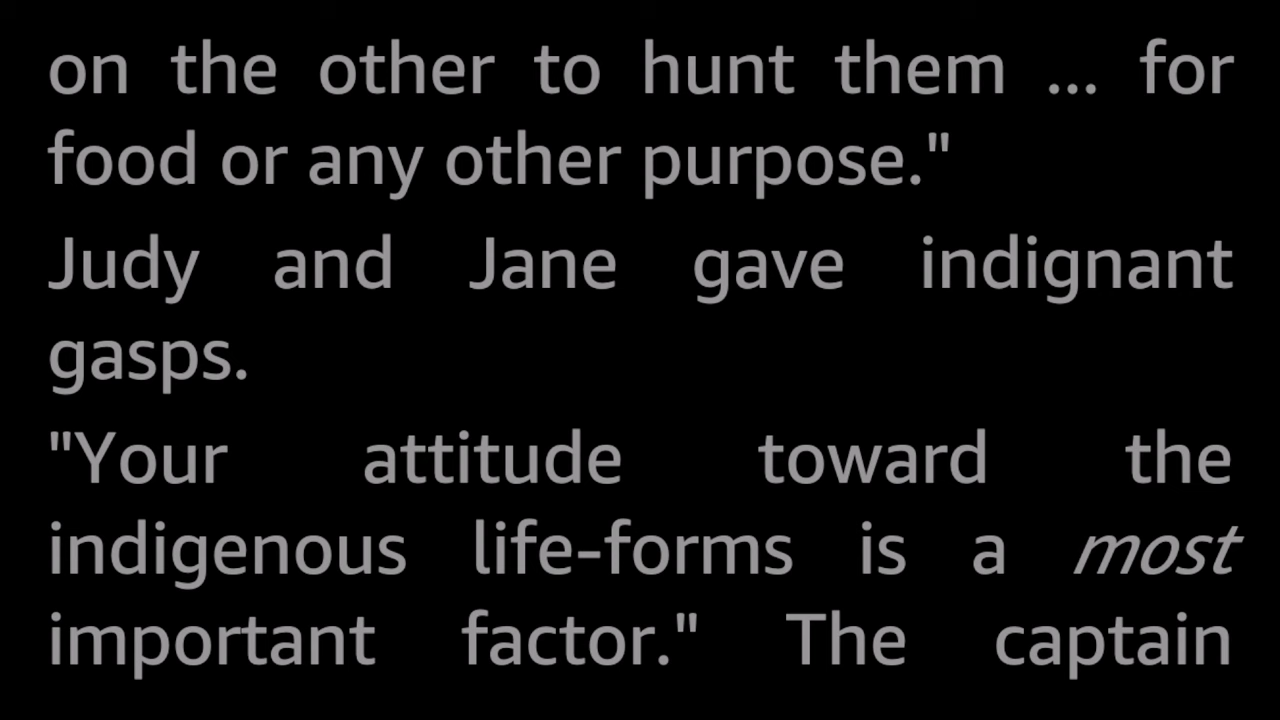 on the other to hunt them ... for
food or any other purpose."
Judy and Jane gave indignant
gasps.
"Your attitude toward the
indigenous life-forms is a most
important factor." The captain